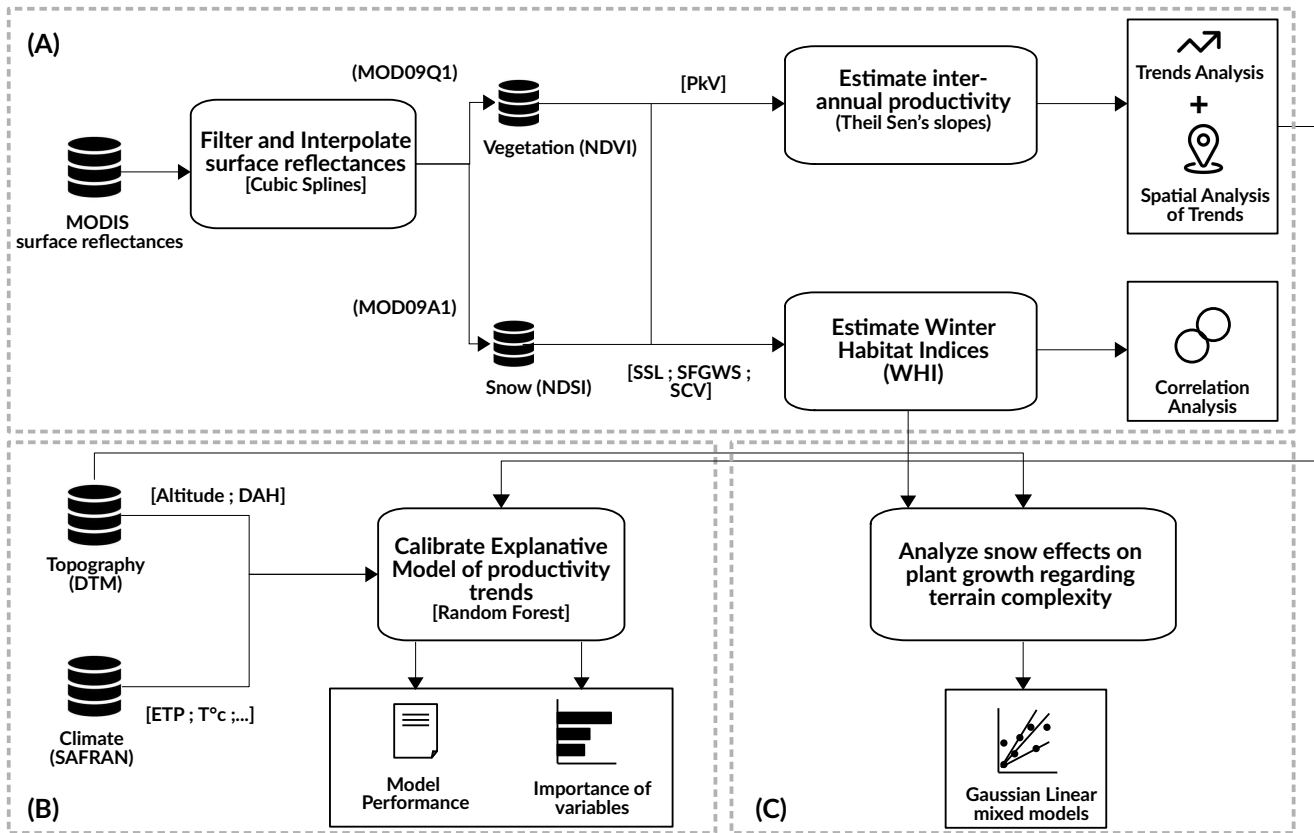 (A)
(MOD09Q1)
[PkV]
Filter and Interpolate
surface reflectances
[Cubic Splines]
Vegetation (NDVI)
Estimate inter-
annual productivity
(Theil Sen's slopes)
Trends Analysis
+
Spatial Analysis
of Trends
MODIS
surface reflectances
(MOD09A1)
Snow (NDSI)
[SSL ; SFGWS ;
SCV]
Estimate Winter
Habitat Indices
(WHI)
Correlation
Analysis
[Altitude ; DAH]
Topography
(DTM)
Calibrate Explanative
Model of productivity
trends
[Random Forest]
Climate
(SAFRAN)
[ETP ; T°c ;...]
Model
Performance
Importance of
variables
(B)
Analyze snow effects on
plant growth regarding
terrain complexity
Gaussian Linear
mixed models
(C)